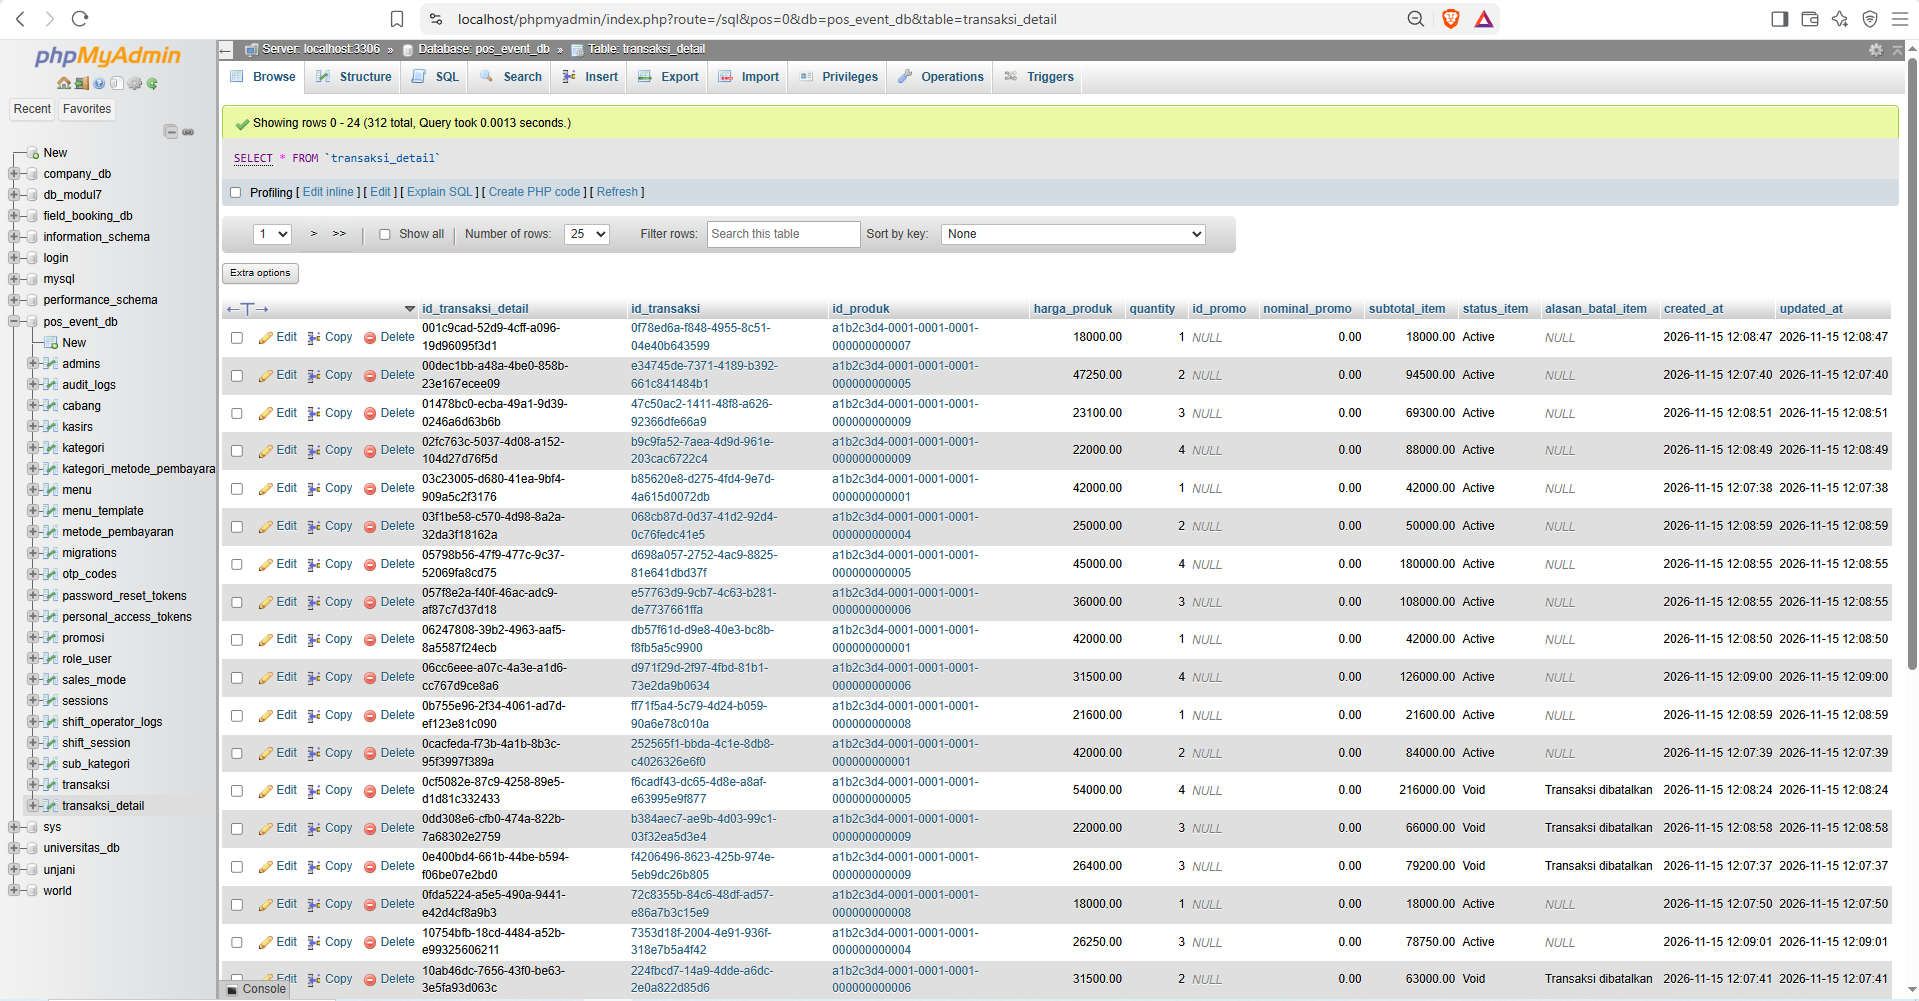 localhost/phpmyadmin/index.php?route=/sql&pos=0&db=pos_event_db&table=transaksi_detail
phpMyAdmin
Recent Favorites
New
company_db
db_modul7
field_booking_db
information_schema
login
mysql
performance_schema
pos_event_db
New
admins
audit_logs
cabang
kasirs
kategori
kategori_metode_pembayara
menu
menu_template
metode_pembayaran
migrations
otp_codes
password_reset_tokens
personal_access_tokens
promosi
role_user
sales_mode
sessions
shift_operator_logs
shift_session
sub_kategori
transaksi
transaksi_detail
sys
universitas_db
unjani
world
Server: localhost:3306 » Database: pos_event_db » Table: transaksi_detail
Browse Structure SQL Search Insert Export Import Privileges Operations Triggers
Showing rows 0 - 24 (312 total, Query took 0.0013 seconds.)
SELECT * FROM `transaksi_detail`
Profiling [ Edit inline ] [ Edit ] [ Explain SQL ] [ Create PHP code ] [ Refresh ]
1 > >> | Show all | Number of rows: 25 Filter rows: Search this table Sort by key: None
Extra options
←T→ id_transaksi_detail id_transaksi id_produk harga_produk quantity id_promo nominal_promo subtotal_item status_item alasan_batal_item created_at updated_at
Edit Copy Delete 001c9cad-52d9-4cff-a096-19d96095f3d1 0f78ed6a-f848-4955-8c51-04e40b643599 a1b2c3d4-0001-0001-0001-000000000007 18000.00 1 NULL 0.00 18000.00 Active NULL 2026-11-15 12:08:47 2026-11-15 12:08:47
Edit Copy Delete 00dec1bb-a48a-4be0-858b-23e167ecee09 e34745de-7371-4189-b392-661c841484b1 a1b2c3d4-0001-0001-0001-000000000005 47250.00 2 NULL 0.00 94500.00 Active NULL 2026-11-15 12:07:40 2026-11-15 12:07:40
Edit Copy Delete 01478bc0-ecba-49a1-9d39-0246a6d63b6b 47c50ac2-1411-48f8-a626-92366dfe66a9 a1b2c3d4-0001-0001-0001-000000000009 23100.00 3 NULL 0.00 69300.00 Active NULL 2026-11-15 12:08:51 2026-11-15 12:08:51
Edit Copy Delete 02fc763c-5037-4d08-a152-104d27d76f5d b9c9fa52-7aea-4d9d-961e-203cac6722c4 a1b2c3d4-0001-0001-0001-000000000009 22000.00 4 NULL 0.00 88000.00 Active NULL 2026-11-15 12:08:49 2026-11-15 12:08:49
Edit Copy Delete 03c23005-d680-41ea-9bf4-909a5c2f3176 b85620e8-d275-4fd4-9e7d-4a615d0072db a1b2c3d4-0001-0001-0001-000000000001 42000.00 1 NULL 0.00 42000.00 Active NULL 2026-11-15 12:07:38 2026-11-15 12:07:38
Edit Copy Delete 03f1be58-c570-4d98-8a2a-32da3f18162a 068cb87d-0d37-41d2-92d4-0c76fedc41e5 a1b2c3d4-0001-0001-0001-000000000004 25000.00 2 NULL 0.00 50000.00 Active NULL 2026-11-15 12:08:59 2026-11-15 12:08:59
Edit Copy Delete 05798b56-47f9-477c-9c37-52069fa8cd75 d698a057-2752-4ac9-8825-81e641dbd37f a1b2c3d4-0001-0001-0001-000000000005 45000.00 4 NULL 0.00 180000.00 Active NULL 2026-11-15 12:08:55 2026-11-15 12:08:55
Edit Copy Delete 057f8e2a-f40f-46ac-adc9-af87c7d37d18 e57763d9-9cb7-4c63-b281-de7737661ffa a1b2c3d4-0001-0001-0001-000000000006 36000.00 3 NULL 0.00 108000.00 Active NULL 2026-11-15 12:08:55 2026-11-15 12:08:55
Edit Copy Delete 06247808-39b2-4963-aaf5-8a5587f24ecb db57f61d-d9e8-40e3-bc8b-f8fb5a5c9900 a1b2c3d4-0001-0001-0001-000000000001 42000.00 1 NULL 0.00 42000.00 Active NULL 2026-11-15 12:08:50 2026-11-15 12:08:50
Edit Copy Delete 06cc6eee-a07c-4a3e-a1d6-cc767d9ce8a6 d971f29d-2f97-4fbd-81b1-73e2da9b0634 a1b2c3d4-0001-0001-0001-000000000006 31500.00 4 NULL 0.00 126000.00 Active NULL 2026-11-15 12:09:00 2026-11-15 12:09:00
Edit Copy Delete 0b755e96-2f34-4061-ad7d-ef123e81c090 ff71f5a4-5c79-4d24-b059-90a6e78c010a a1b2c3d4-0001-0001-0001-000000000008 21600.00 1 NULL 0.00 21600.00 Active NULL 2026-11-15 12:08:59 2026-11-15 12:08:59
Edit Copy Delete 0cacfeda-f73b-4a1b-8b3c-95f3997f389a 252565f1-bbda-4c1e-8db8-c4026326e6f0 a1b2c3d4-0001-0001-0001-000000000001 42000.00 2 NULL 0.00 84000.00 Active NULL 2026-11-15 12:07:39 2026-11-15 12:07:39
Edit Copy Delete 0cf5082e-87c9-4258-89e5-d1d81c332433 f6cadf43-dc65-4d8e-a8af-e63995e9f877 a1b2c3d4-0001-0001-0001-000000000005 54000.00 4 NULL 0.00 216000.00 Void Transaksi dibatalkan 2026-11-15 12:08:24 2026-11-15 12:08:24
Edit Copy Delete 0dd308e6-cfb0-474a-822b-7a68302e2759 b384aec7-ae9b-4d03-99c1-03f32ea5d3e4 a1b2c3d4-0001-0001-0001-000000000009 22000.00 3 NULL 0.00 66000.00 Void Transaksi dibatalkan 2026-11-15 12:08:58 2026-11-15 12:08:58
Edit Copy Delete 0e400bd4-661b-44be-b594-f06be07e2bd0 f4206496-8623-425b-974e-5eb9dc26b805 a1b2c3d4-0001-0001-0001-000000000009 26400.00 3 NULL 0.00 79200.00 Void Transaksi dibatalkan 2026-11-15 12:07:37 2026-11-15 12:07:37
Edit Copy Delete 0fda5224-a5e5-490a-9441-e42d4cf8a9b3 72c8355b-84c6-48df-ad57-e86a7b3c15e9 a1b2c3d4-0001-0001-0001-000000000008 18000.00 1 NULL 0.00 18000.00 Active NULL 2026-11-15 12:07:50 2026-11-15 12:07:50
Edit Copy Delete 10754bfb-18cd-4484-a52b-e99325606211 7353d18f-2004-4e91-936f-318e7b5a4f42 a1b2c3d4-0001-0001-0001-000000000004 26250.00 3 NULL 0.00 78750.00 Active NULL 2026-11-15 12:09:01 2026-11-15 12:09:01
Edit Copy Delete 10ab46dc-7656-43f0-be63-3e5fa93d063c 224fbcd7-14a9-4dde-a6dc-2e0a822d85d6 a1b2c3d4-0001-0001-0001-000000000006 31500.00 2 NULL 0.00 63000.00 Void Transaksi dibatalkan 2026-11-15 12:07:41 2026-11-15 12:07:41
Console